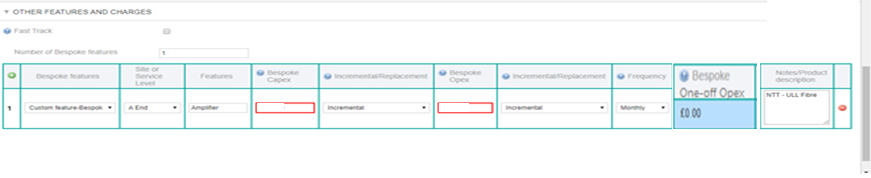 OTHER FEATURES AND CHARGES
Fast Track
Number of Bespoke features 1
Bespoke features
Site or
Service
Level
Features
Bespoke
Capex
Incremental/Replacement
Bespoke
Opex
Incremental/Replacement
Frequency
Bespoke
One-off Opex
Notes/Product
description
1 Custom feature-Bespok A End Amplifier Incremental Incremental Monthly £0.00 NTT - ULL Fibre